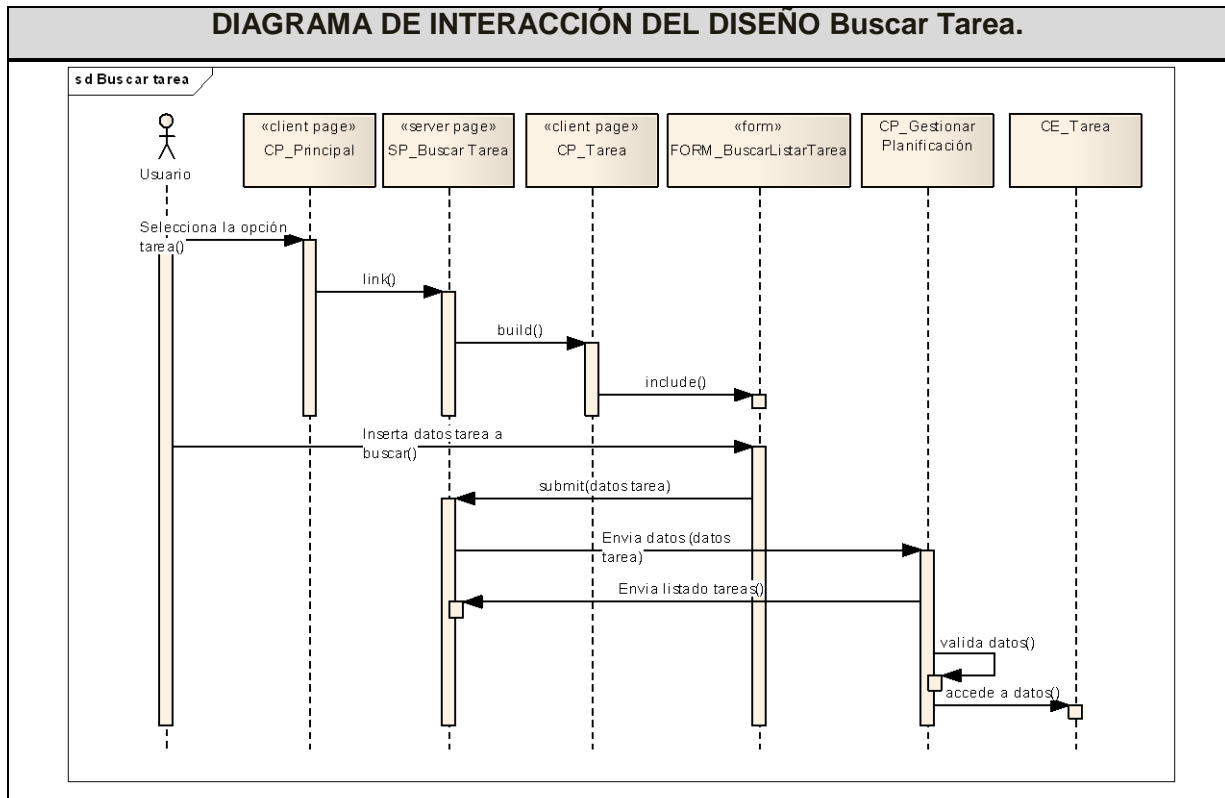 DIAGRAMA DE INTERACCIÓN DEL DISEÑO Buscar Tarea.
sd Buscar tarea
Usuario
«client page»
CP_Principal
«server page»
SP_Buscar Tarea
«client page»
CP_Tarea
«form»
FORM_BuscarListarTarea
CP_Gestionar
Planificación
CE_Tarea
Selecciona la opción
tarea()
link()
build()
include()
Inserta datos tarea a
buscar()
submit(datos tarea)
Envia datos (datos
tarea)
Envia listado tareas()
valida datos()
accede a datos()